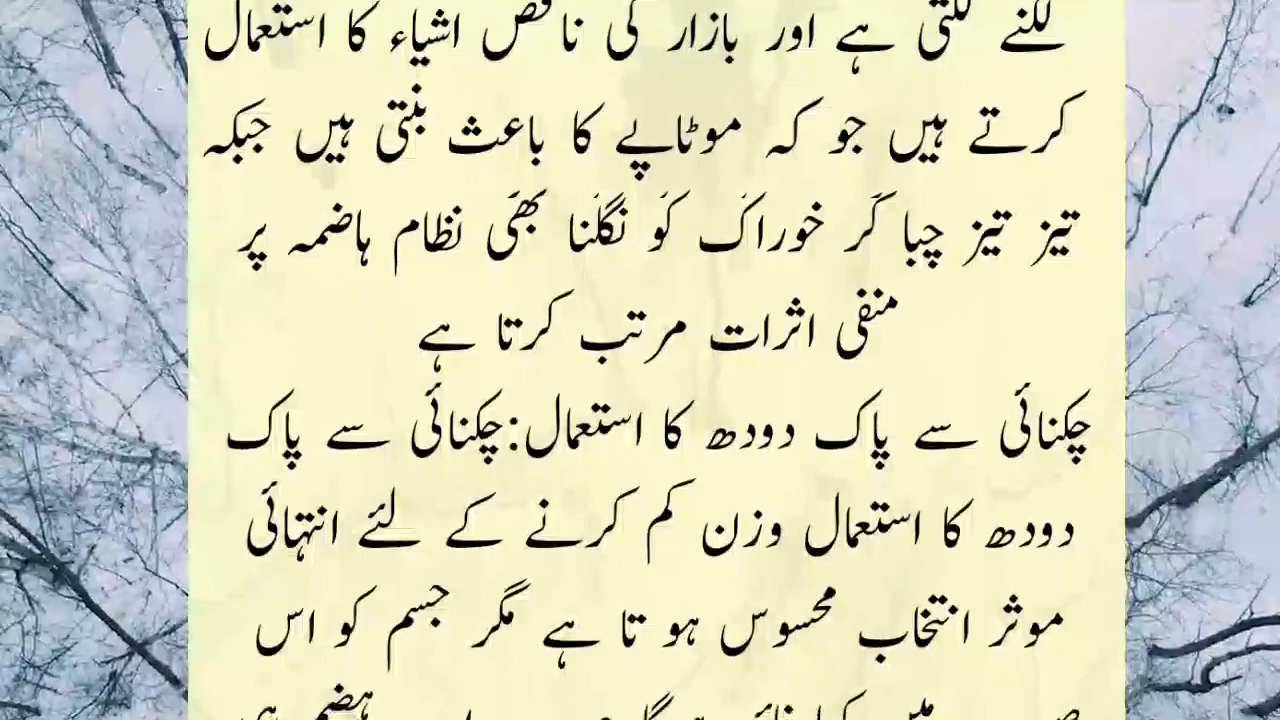 لگنے لگتی ہے اور بازار کی ناقص اشیاء کا استعمال
کرتے ہیں جو کہ موٹاپے کا باعث بنتی ہیں جبکہ
تیز تیز چبا کر خوراک کو نگلنا بھی نظام ہاضمہ پر
منفی اثرات مرتب کرتا ہے
چکنائی سے پاک دودھ کا استعمال:چکنائی سے پاک
دودھ کا استعمال وزن کم کرنے کے لئے انتہائی
موثر انتخاب محسوس ہو تا ہے مگر جسم کو اس